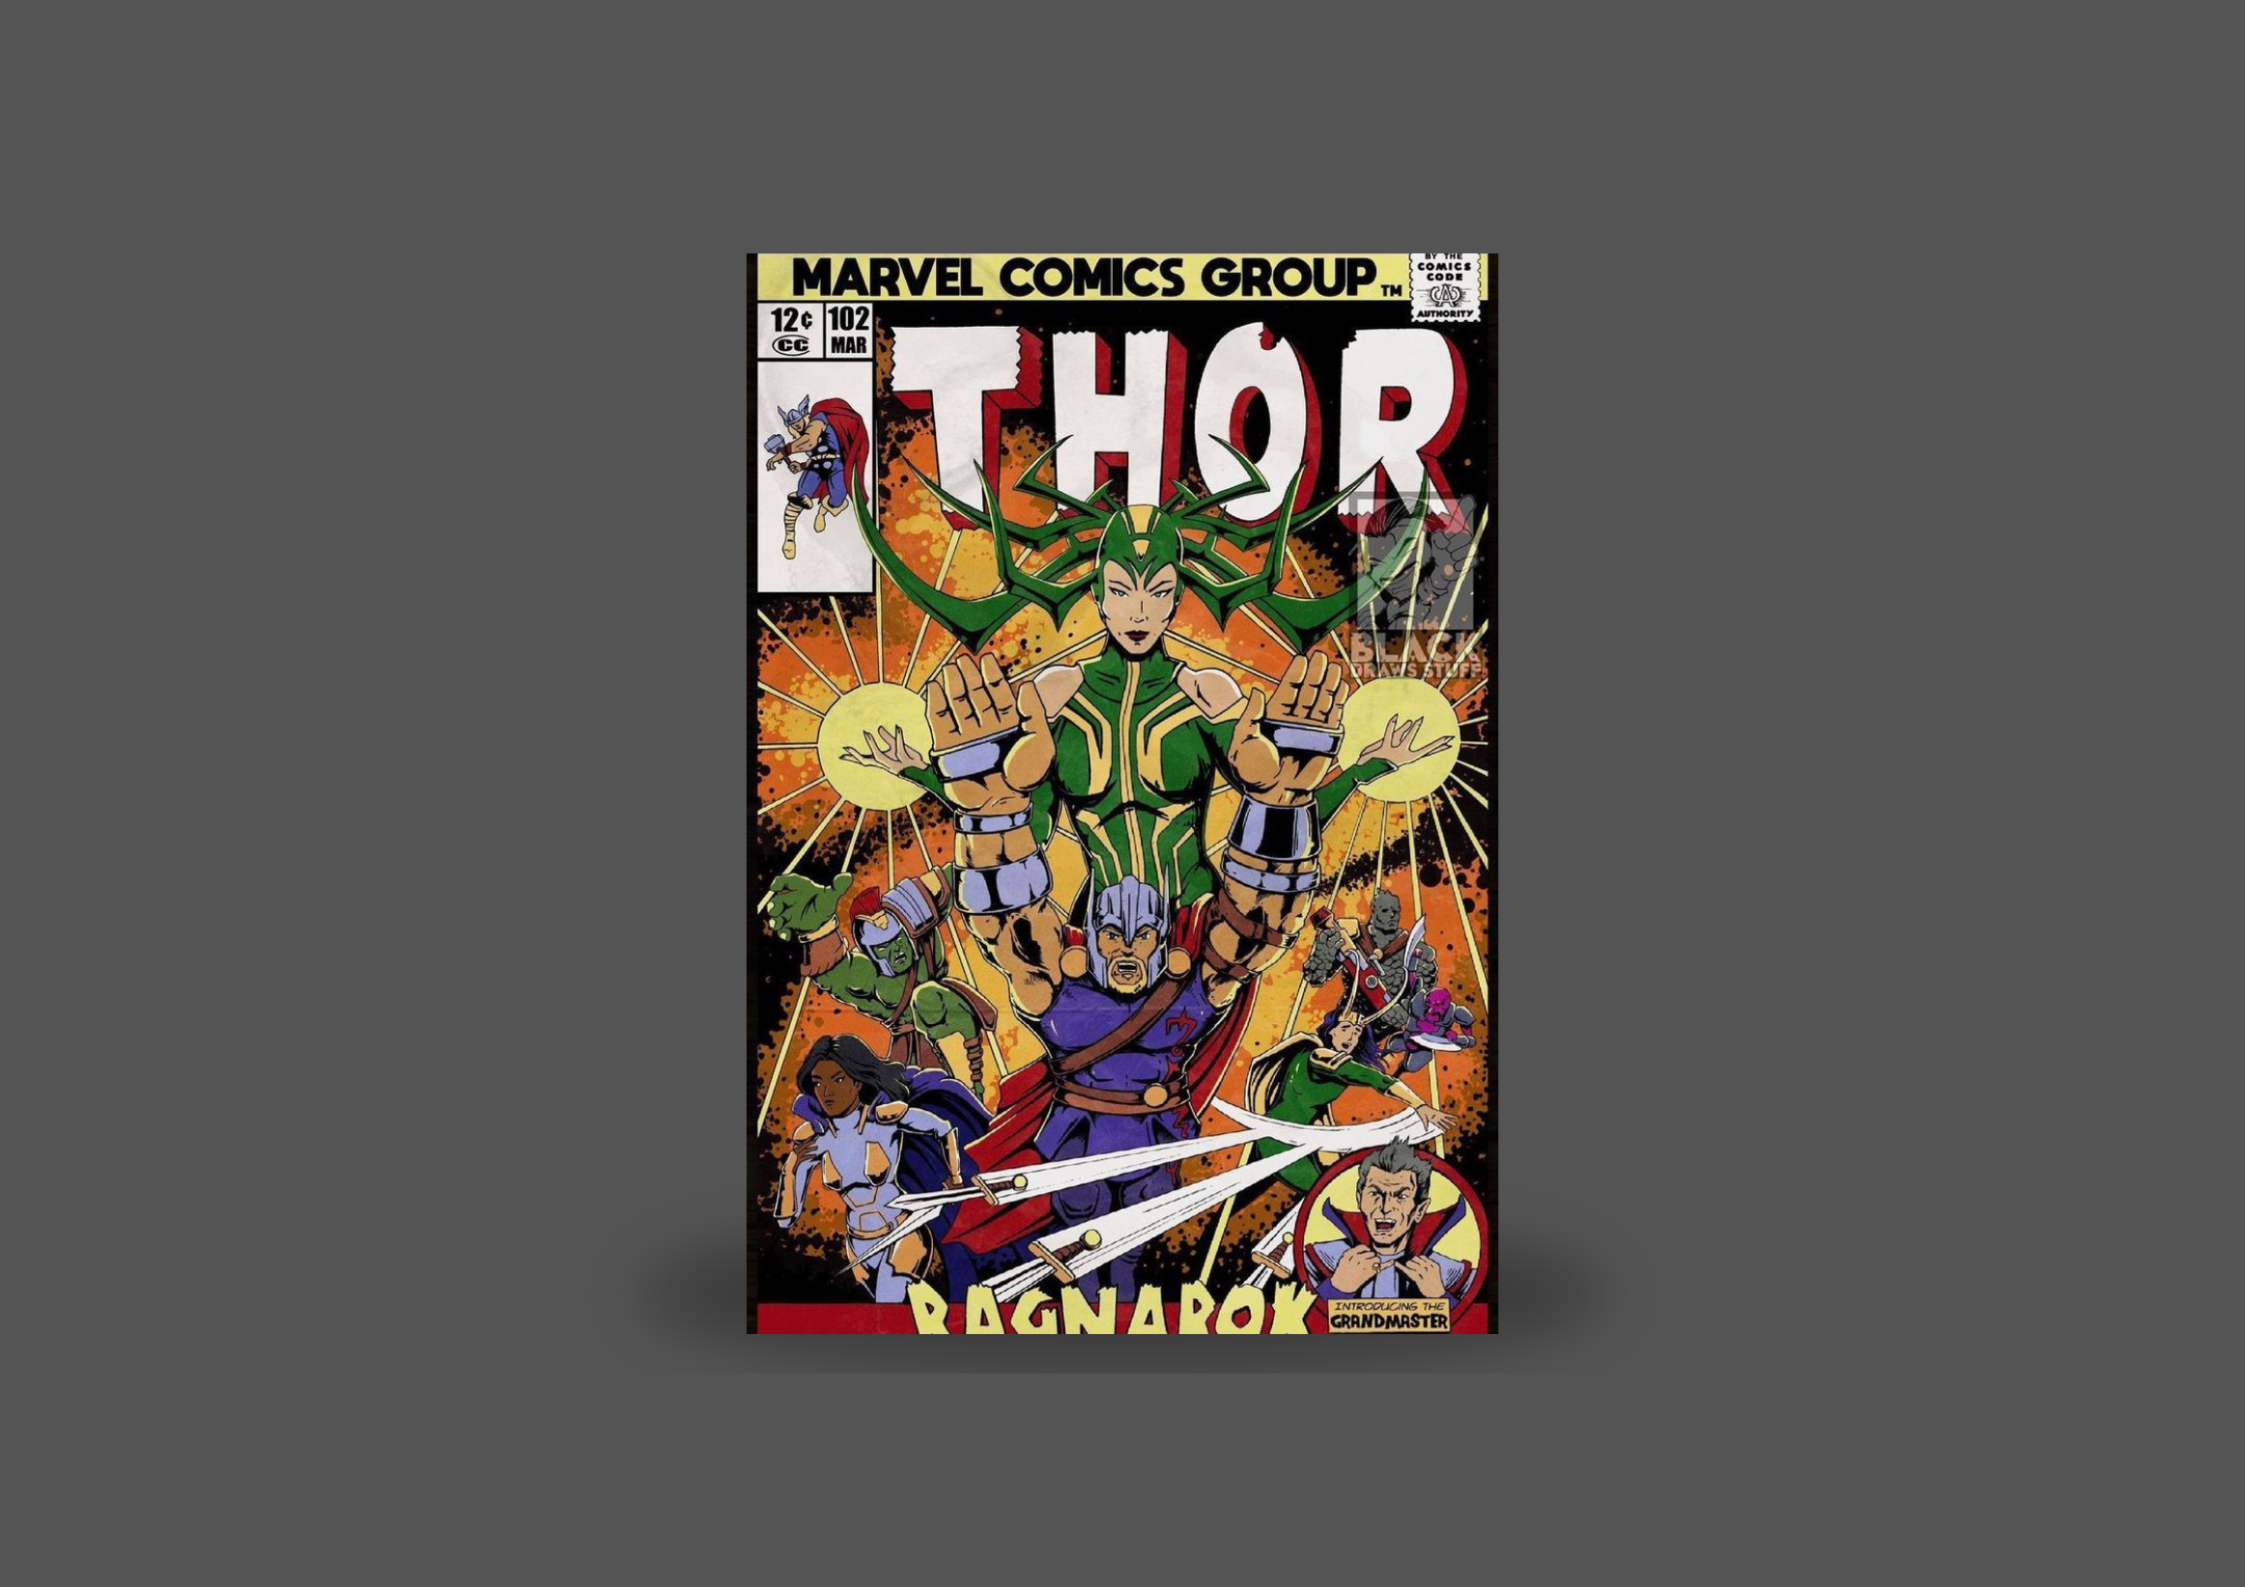 MARVEL COMICS GROUP TM
BY THE
COMICS
CODE
CA
AUTHORITY
12¢
CC
102
MAR
THOR
BLACK
DRAWS STUFF
RAGNAROK
INTRODUCING THE
GRANDMASTER